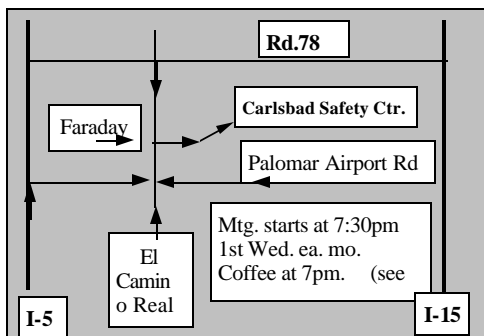 Rd.78
Carlsbad Safety Ctr.
Faraday
Palomar Airport Rd
Mtg. starts at 7:30pm
1st Wed. ea. mo.
Coffee at 7pm. (see
El
Camin
o Real
I-5
I-15